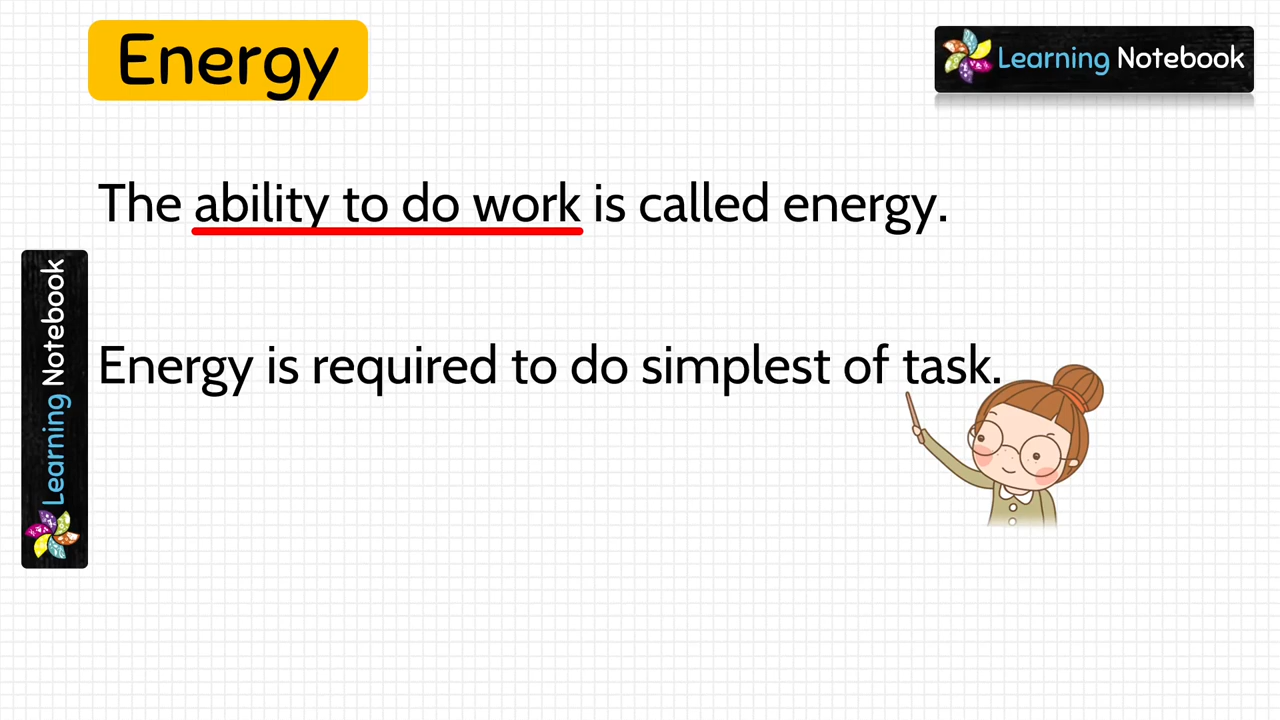 Energy
Learning Notebook
The ability to do work is called energy.
Learning Notebook
Energy is required to do simplest of task.